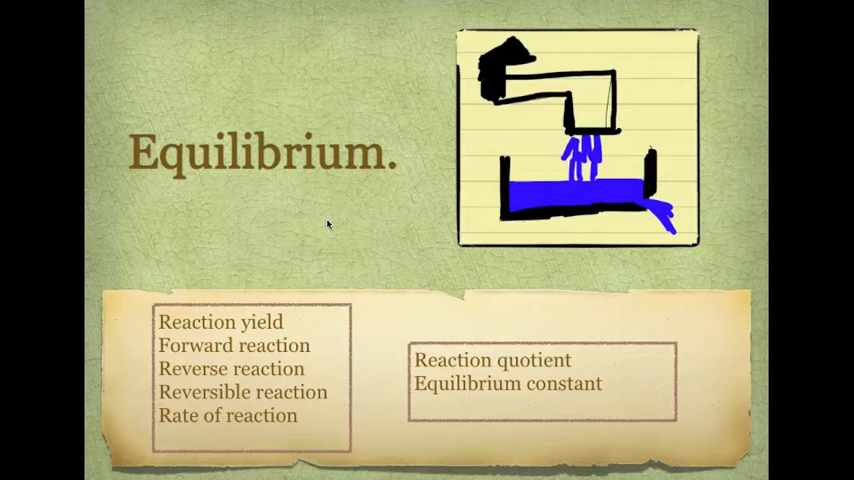 Equilibrium.
Reaction yield
Forward reaction
Reverse reaction
Reversible reaction
Rate of reaction
Reaction quotient
Equilibrium constant